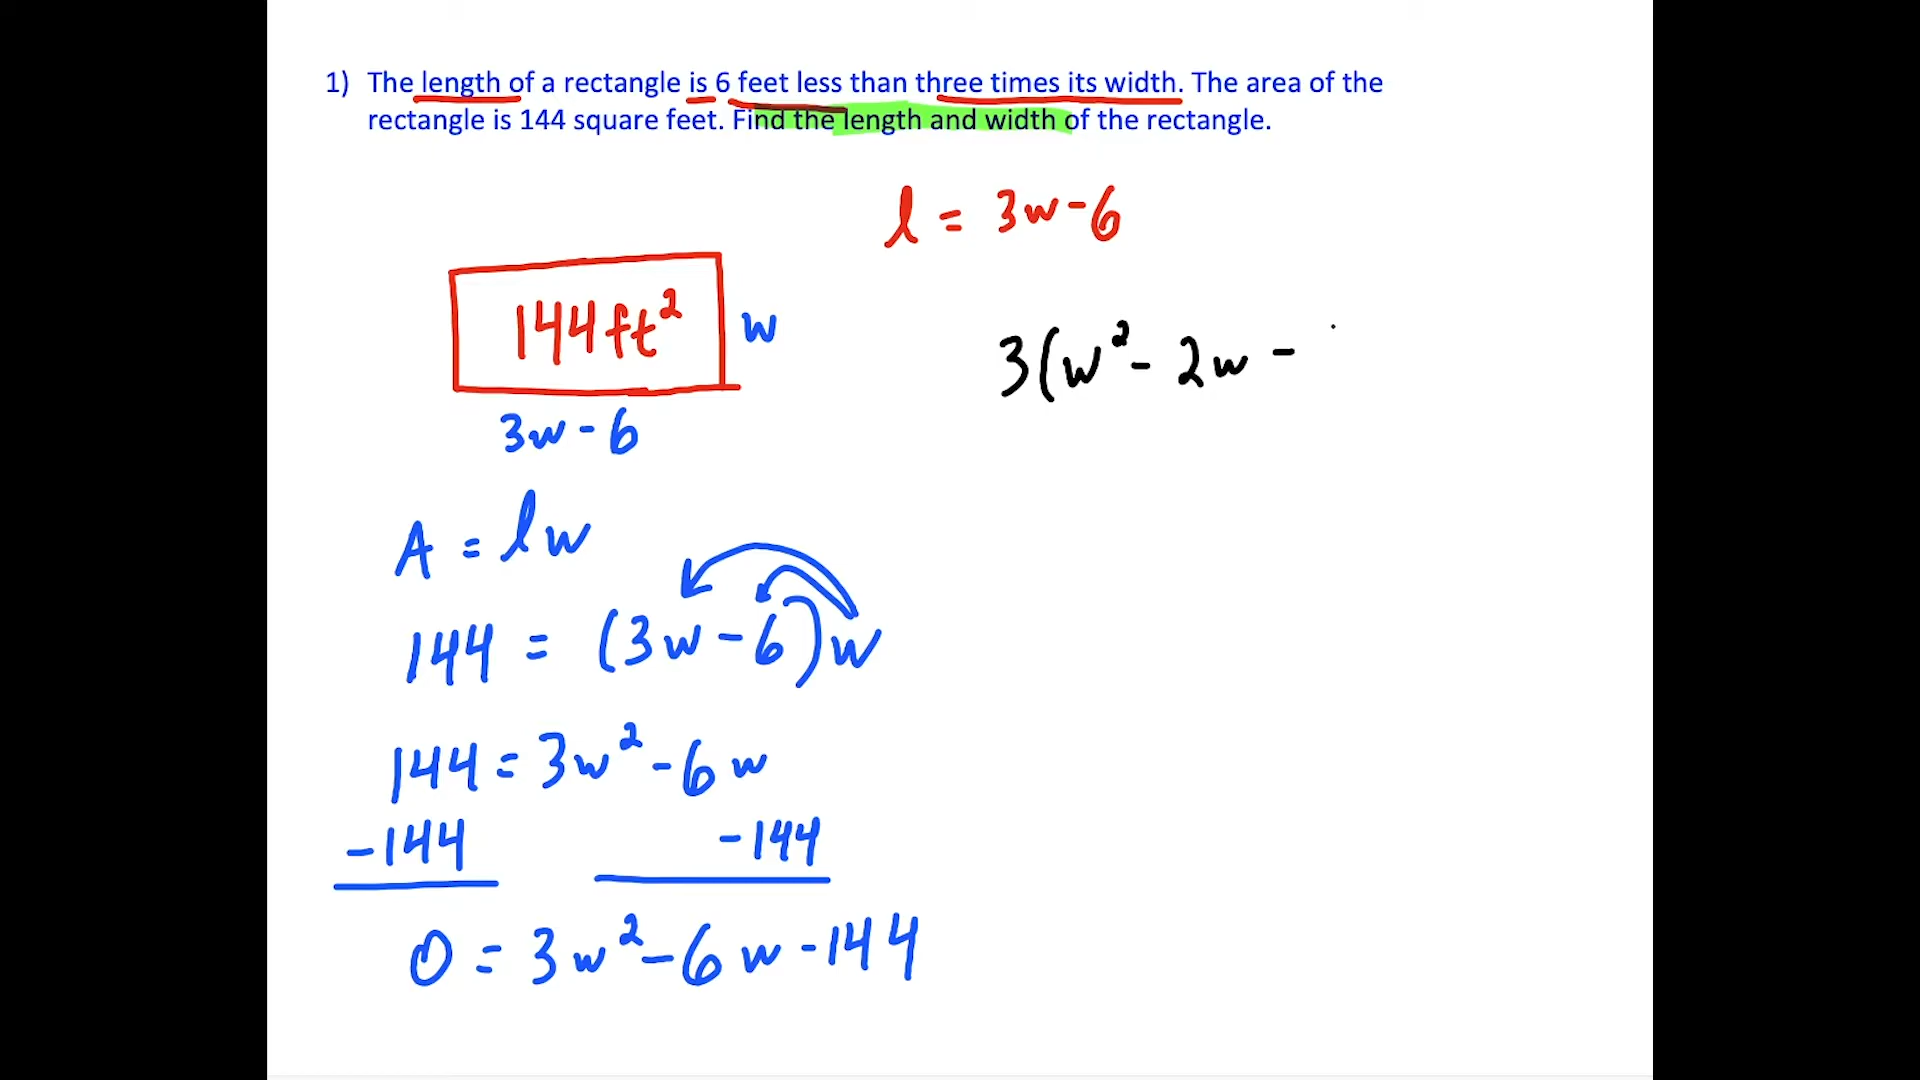 1) The length of a rectangle is 6 feet less than three times its width. The area of the
rectangle is 144 square feet. Find the length and width of the rectangle.
l = 3w-6
144ft² w
3w-6
3(w²- 2w -
A = lw
144 = (3w-6)w
144=3w²-6w
-144 -144
0 = 3w²-6w-144